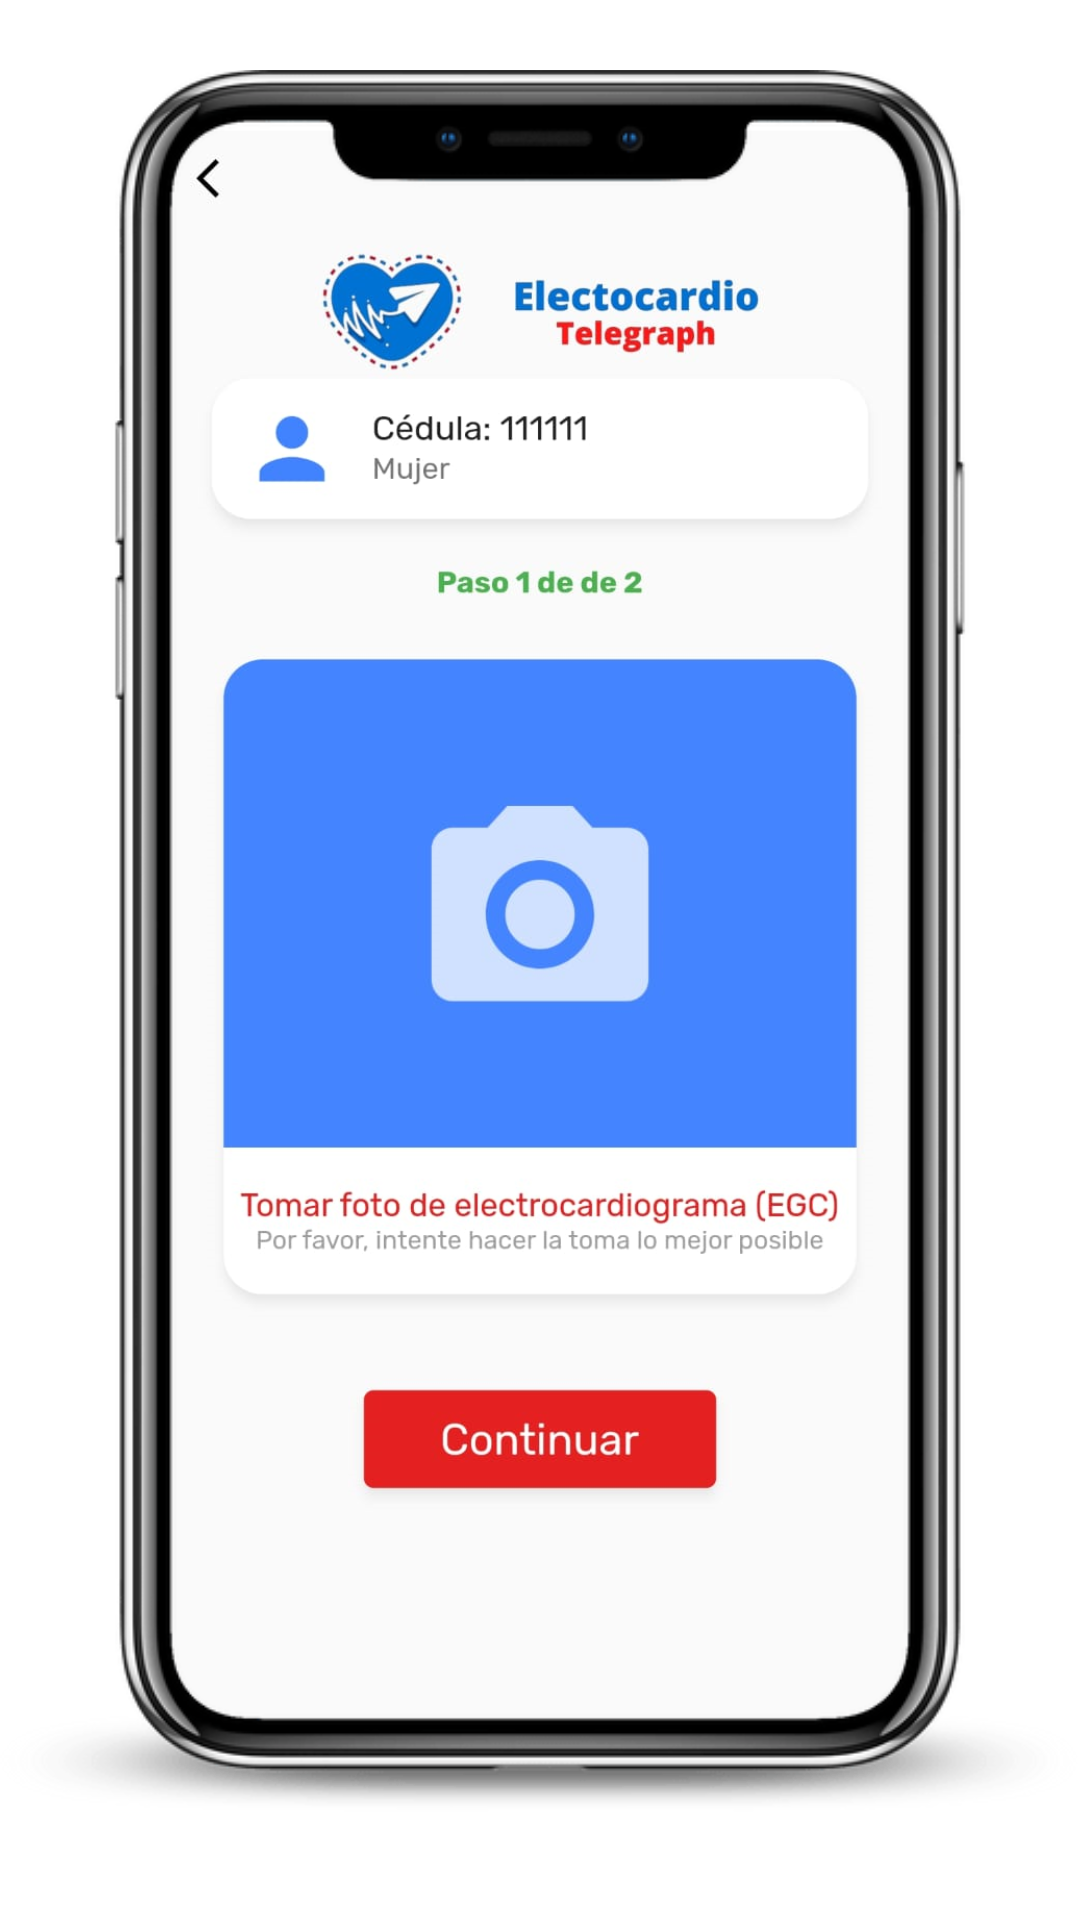 Electocardio
Telegraph
Cédula: 111111
Mujer
Paso 1 de de 2
Tomar foto de electrocardiograma (EGC)
Por favor, intente hacer la toma lo mejor posible
Continuar